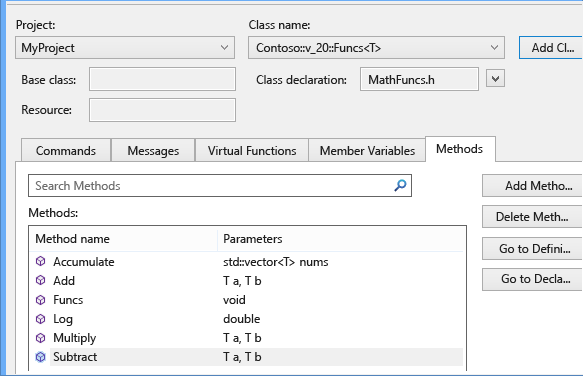 Project:
Class name:
MyProject
Contoso::v_20::Funcs<T>
Add Cl...
Base class:
Class declaration:
MathFuncs.h
Resource:
Commands
Messages
Virtual Functions
Member Variables
Methods
Search Methods
Add Metho...
Methods:
Delete Meth...
Method name
Parameters
Go to Defini...
Accumulate
std::vector<T> nums
Go to Decla...
Add
T a, T b
Funcs
void
Log
double
Multiply
T a, T b
Subtract
T a, T b